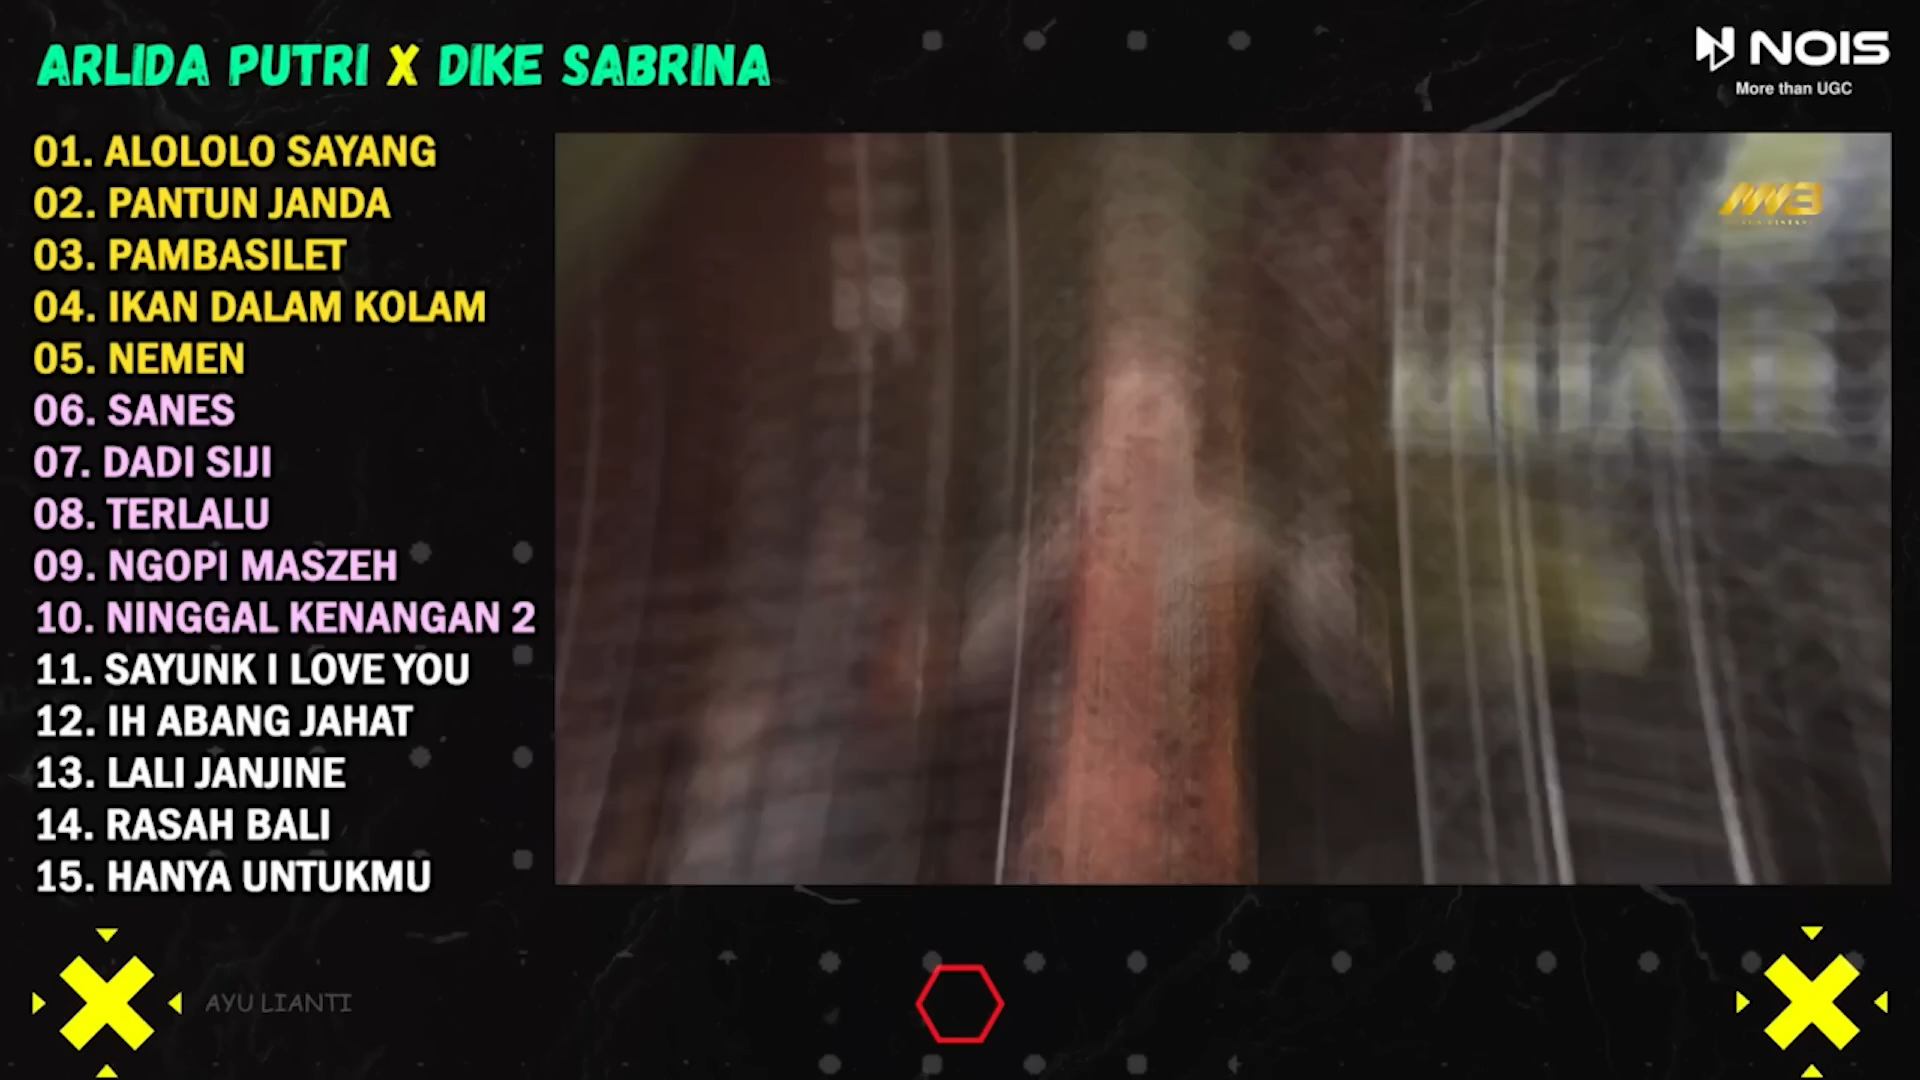 ARLIDA PUTRI X DIKE SABRINA
NOIS
More than UGC
01. ALOLOLO SAYANG
02. PANTUN JANDA
03. PAMBASILET
04. IKAN DALAM KOLAM
05. NEMEN
06. SANES
07. DADI SIJI
08. TERLALU
09. NGOPI MASZEH
10. NINGGAL KENANGAN 2
11. SAYUNK I LOVE YOU
12. IH ABANG JAHAT
13. LALI JANJINE
14. RASAH BALI
15. HANYA UNTUKMU
AYU LIANTI